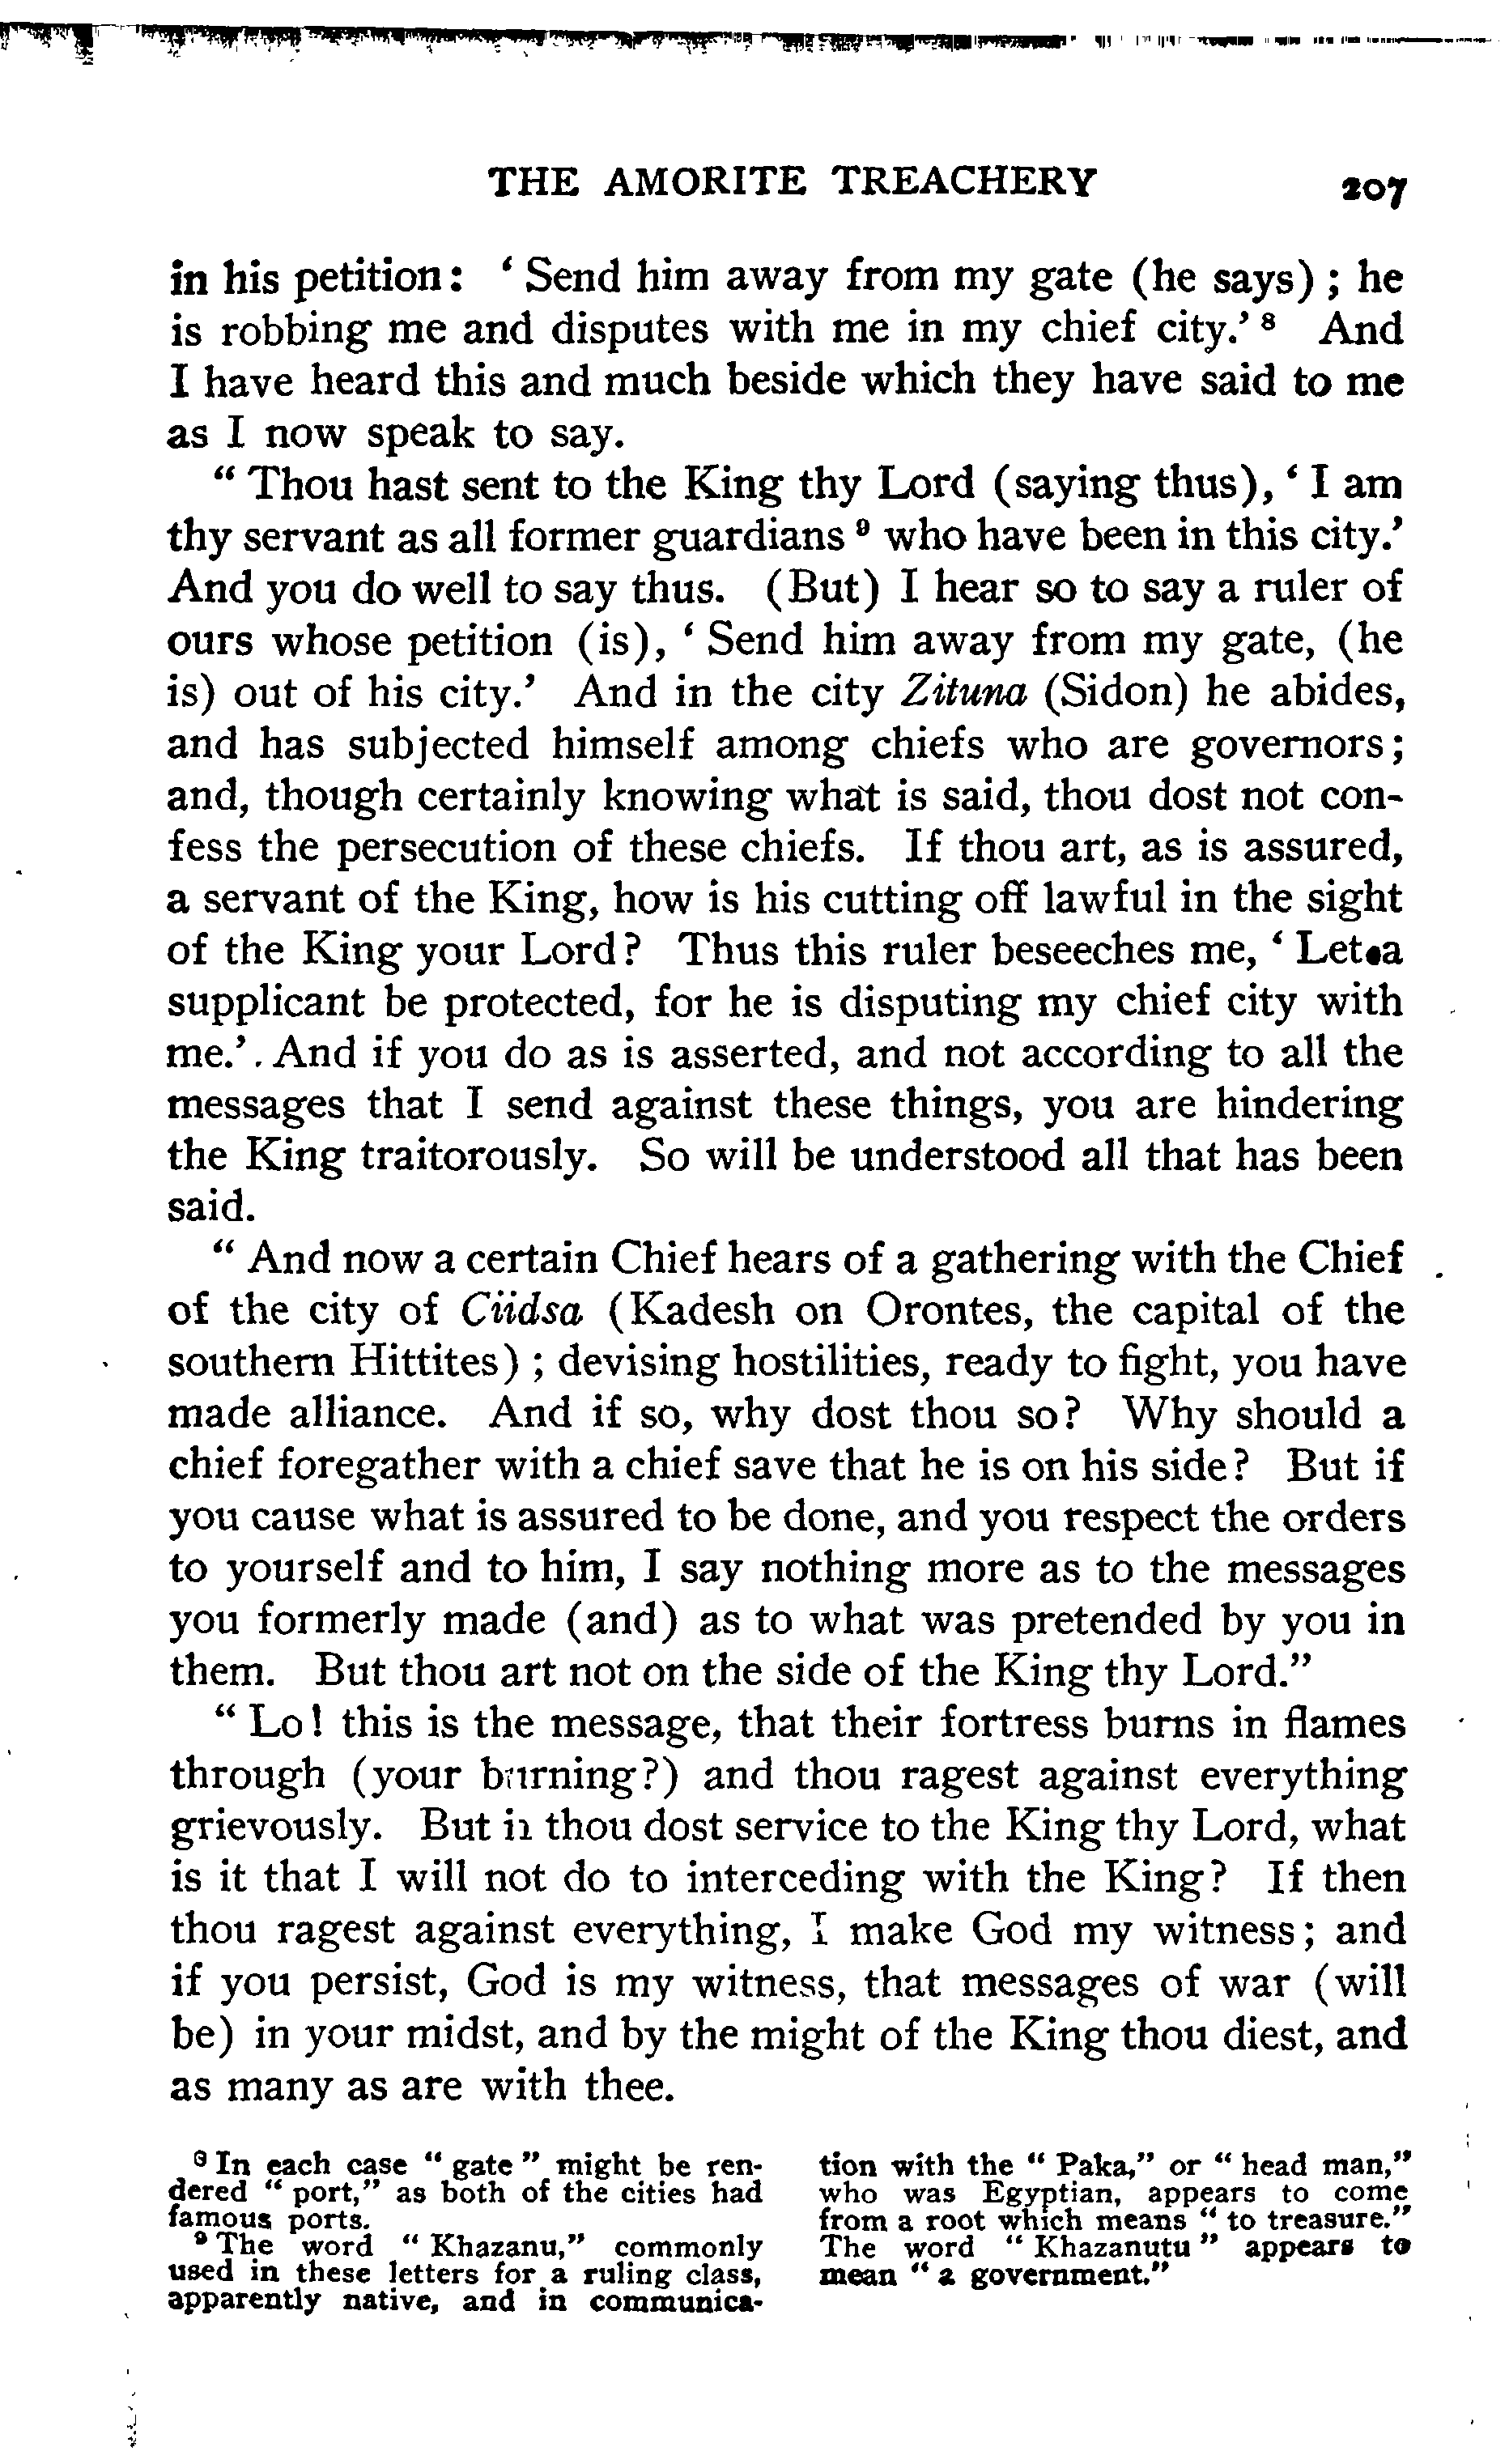 THE AMORITE TREACHERY 207
in his petition: ‘Send him away from my gate (he says); he
is robbing me and disputes with me in my chief city.’ ⁸ And
I have heard this and much beside which they have said to me
as I now speak to say.
“Thou hast sent to the King thy Lord (saying thus), ‘I am
thy servant as all former guardians ⁹ who have been in this city.’
And you do well to say thus. (But) I hear so to say a ruler of
ours whose petition (is), ‘Send him away from my gate, (he
is) out of his city.’ And in the city Zituna (Sidon) he abides,
and has subjected himself among chiefs who are governors;
and, though certainly knowing what is said, thou dost not con-
fess the persecution of these chiefs. If thou art, as is assured,
a servant of the King, how is his cutting off lawful in the sight
of the King your Lord? Thus this ruler beseeches me, ‘Let a
supplicant be protected, for he is disputing my chief city with
me.’ And if you do as is asserted, and not according to all the
messages that I send against these things, you are hindering
the King traitorously. So will be understood all that has been
said.
“And now a certain Chief hears of a gathering with the Chief
of the city of Ciidsa (Kadesh on Orontes, the capital of the
southern Hittites); devising hostilities, ready to fight, you have
made alliance. And if so, why dost thou so? Why should a
chief foregather with a chief save that he is on his side? But if
you cause what is assured to be done, and you respect the orders
to yourself and to him, I say nothing more as to the messages
you formerly made (and) as to what was pretended by you in
them. But thou art not on the side of the King thy Lord.”
“Lo! this is the message, that their fortress burns in flames
through (your burning?) and thou ragest against everything
grievously. But if thou dost service to the King thy Lord, what
is it that I will not do to interceding with the King? If then
thou ragest against everything, I make God my witness; and
if you persist, God is my witness, that messages of war (will
be) in your midst, and by the might of the King thou diest, and
as many as are with thee.
⁸ In each case “gate” might be ren-
dered “port,” as both of the cities had
famous ports.
⁹ The word “Khazanu,” commonly
used in these letters for a ruling class,
apparently native, and in communica-
tion with the “Paka,” or “head man,”
who was Egyptian, appears to come
from a root which means “to treasure.”
The word “Khazanutu” appears to
mean “a government.”